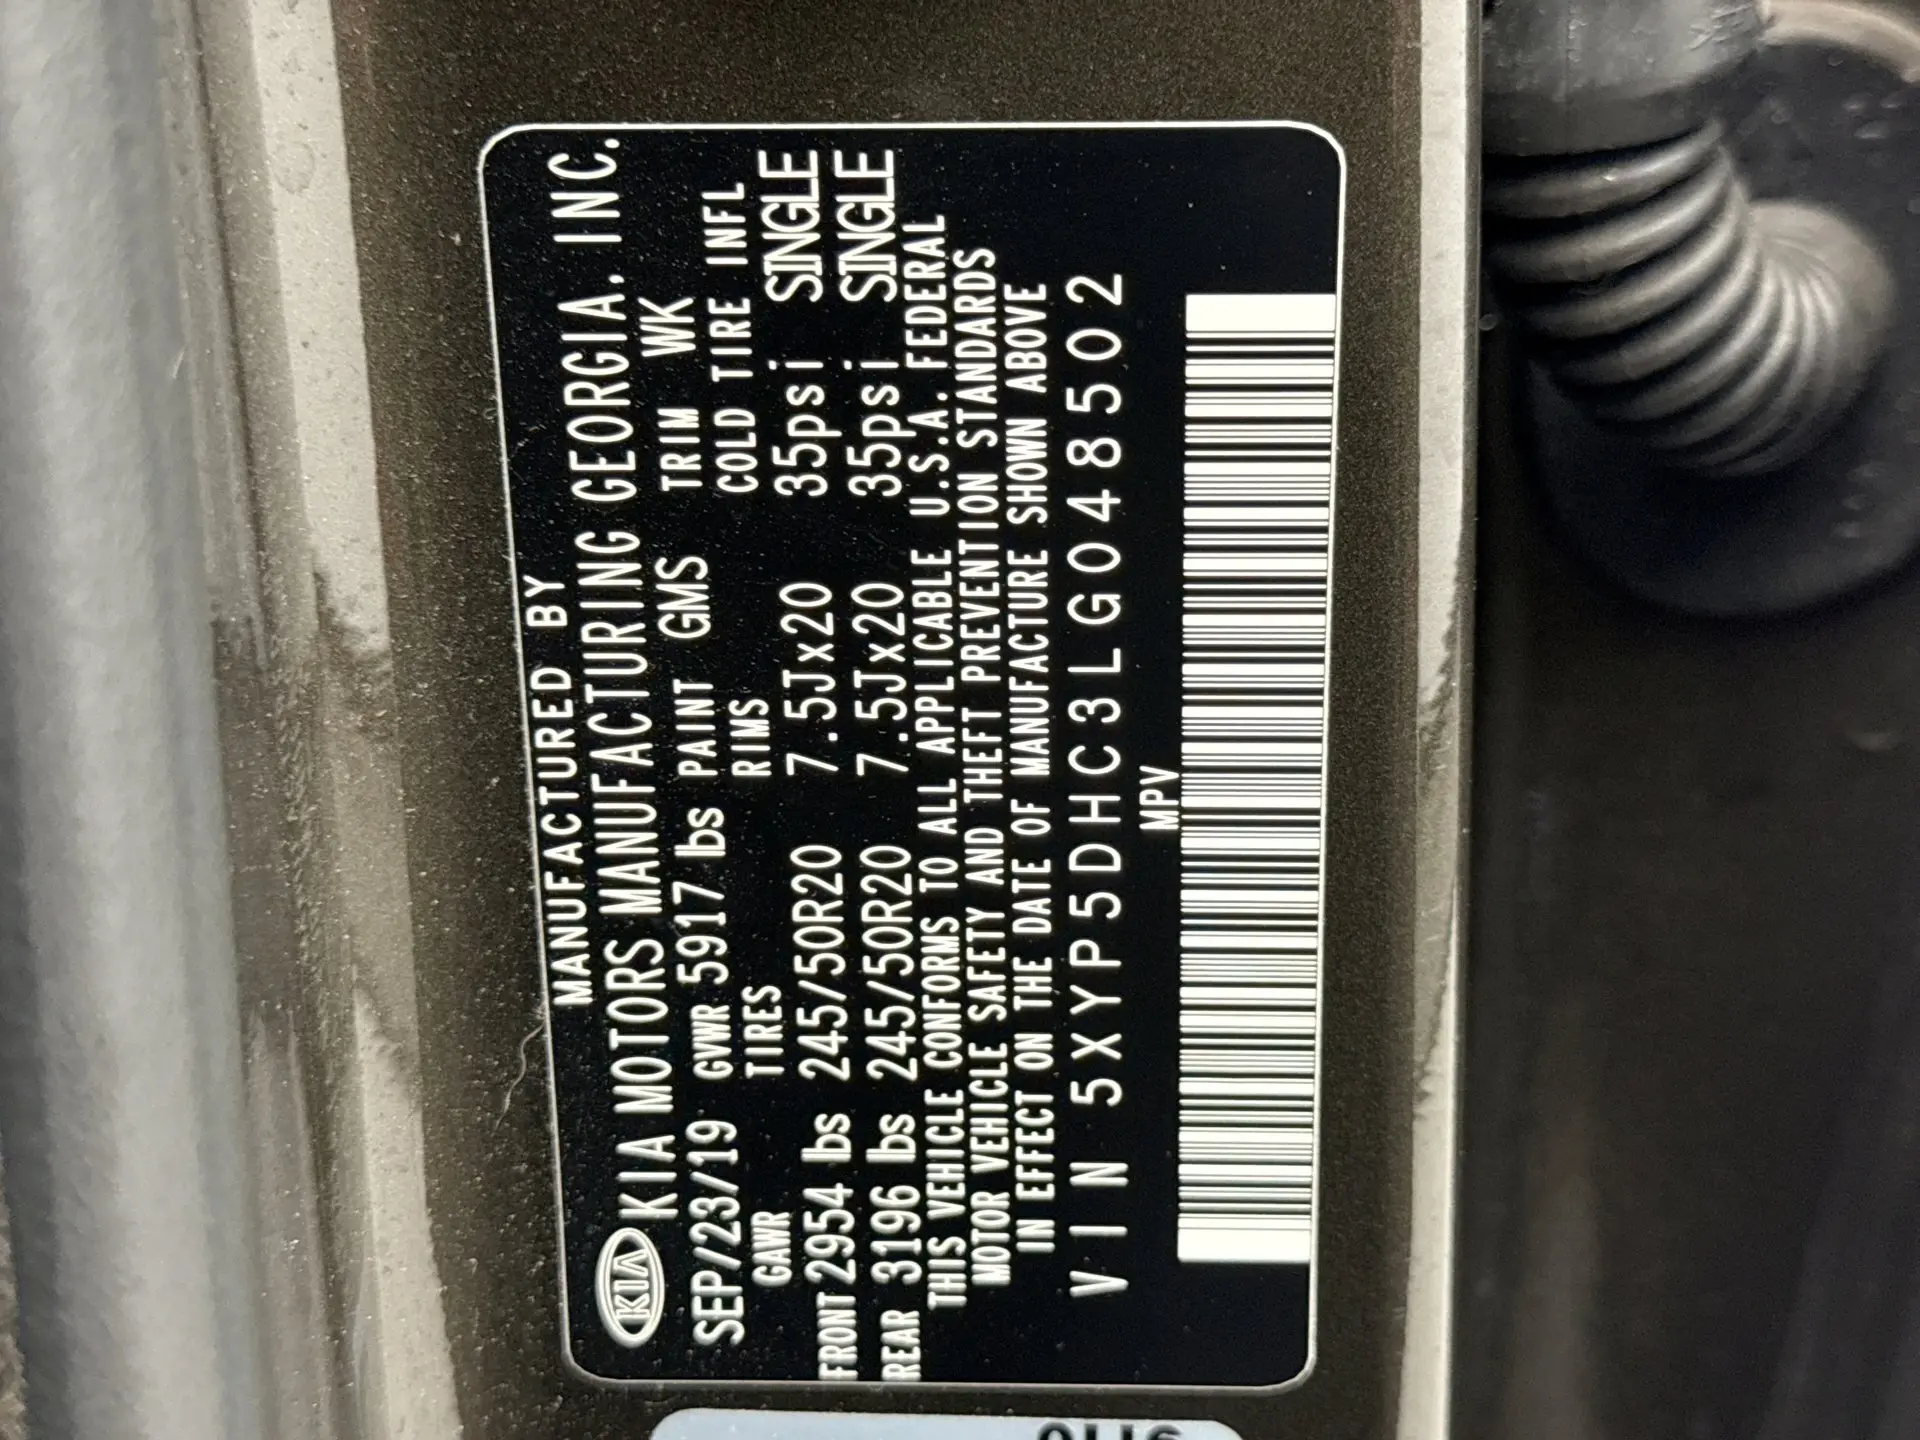 MANUFACTURED BY
KIA KIA MOTORS MANUFACTURING GEORGIA. INC.
SEP/23/19 GVWR 5917 lbs PAINT GMS TRIM WK
GAWR TIRES RIMS COLD TIRE INFL
FRONT 2954 lbs 245/50R20 7.5Jx20 35psi SINGLE
REAR 3196 lbs 245/50R20 7.5Jx20 35psi SINGLE
THIS VEHICLE CONFORMS TO ALL APPLICABLE U.S.A. FEDERAL
MOTOR VEHICLE SAFETY AND THEFT PREVENTION STANDARDS
IN EFFECT ON THE DATE OF MANUFACTURE SHOWN ABOVE
VIN 5XYP5DHC3LG048502
MPV